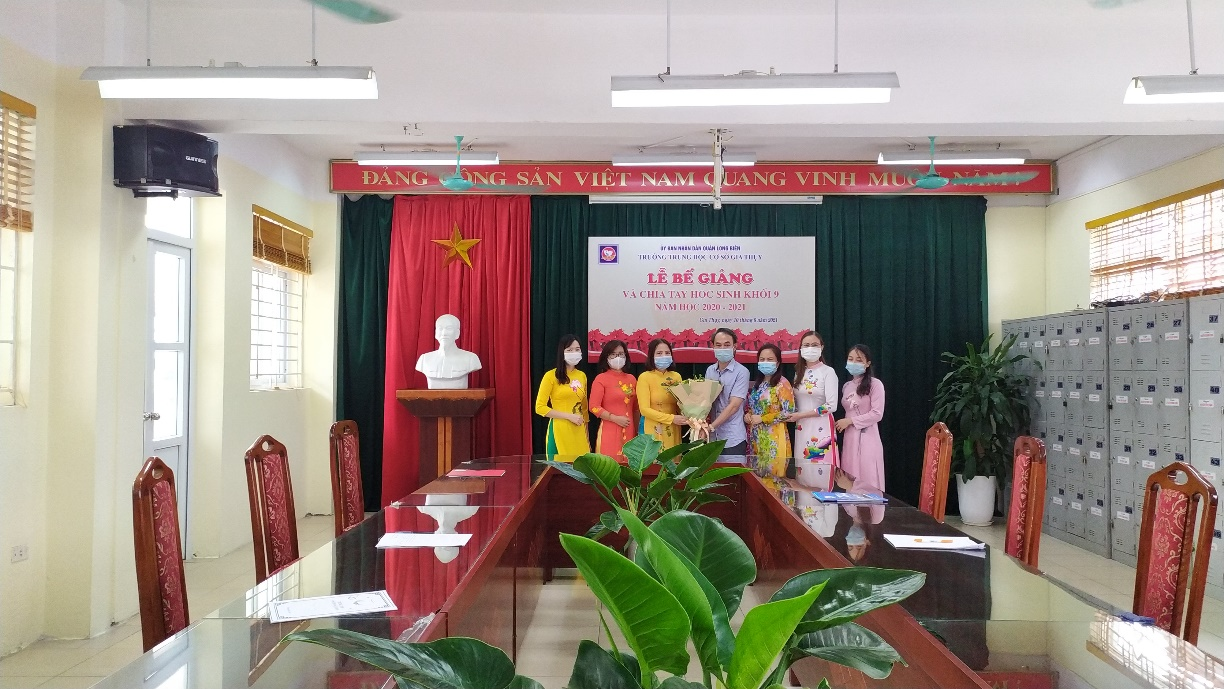 ĐẢNG CỘNG SẢN VIỆT NAM QUANG VINH MUÔN NĂM!
ỦY BAN NHÂN DÂN QUẬN LONG BIÊN
TRƯỜNG TRUNG HỌC CƠ SỞ GIA THỤY
LỄ BẾ GIẢNG
VÀ CHIA TAY HỌC SINH KHỐI 9
NĂM HỌC 2020 - 2021